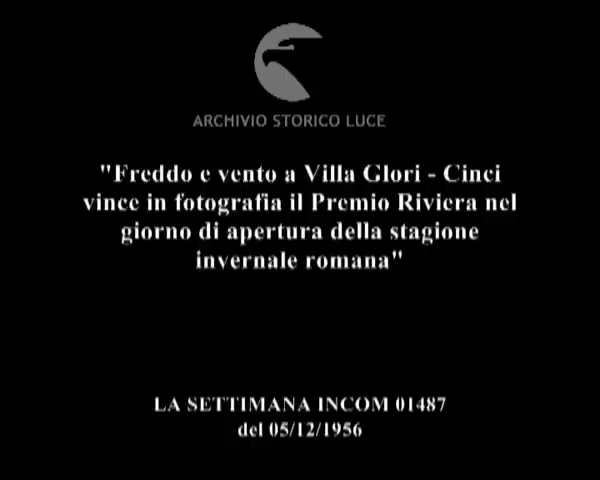 ARCHIVIO STORICO LUCE
"Freddo e vento a Villa Glori - Cinci
vince in fotografia il Premio Riviera nel
giorno di apertura della stagione
invernale romana"
LA SETTIMANA INCOM 01487
del 05/12/1956